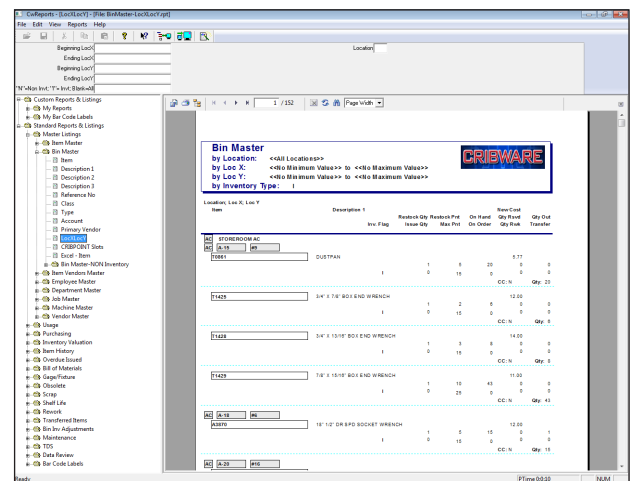 CwReports - [LocXLocY] - [File: BinMaster-LocXLocY.rpt]
File Edit View Reports Help
Beginning LocX
Location
Ending LocX
Beginning LocY
Ending LocY
"N"=Non Invt; "I"= Invt; Blank=All
Custom Reports & Listings
My Reports
My Bar Code Labels
Standard Reports & Listings
Master Listings
Item Master
Bin Master
Item
Description 1
Description 2
Description 3
Reference No
Class
Type
Account
Primary Vendor
LocXLocY
CRIBPOINT Slots
Excel - Item
Bin Master-NON Inventory
Item Vendors Master
Employee Master
Department Master
Job Master
Machine Master
Vendor Master
Usage
Purchasing
Inventory Valuation
Item History
Overdue Issued
Bill of Materials
Gage/Fixture
Obsolete
Scrap
Shelf Life
Rework
Transferred Items
Bin Inv Adjustments
Maintenance
TDS
Data Review
Bar Code Labels
1 / 152 Page Width
Bin Master
by Location: <<All Locations>>
by Loc X: <<No Minimum Value>> to <<No Maximum Value>>
by Loc Y: <<No Minimum Value>> to <<No Maximum Value>>
by Inventory Type: I
CRIBWARE
Location; Loc X; Loc Y
Item Description 1 New Cost
Restock Qty Restock Pnt On Hand Qty Rsvd Qty Out
Inv. Flag Issue Qty Max Pnt On Order Qty Rwk Transfer
AC STOREROOM AC
AC A-15 #9
T0861 DUSTPAN 5.77
1 5 20 0 0
I 0 15 0 0 0
CC: N Qty: 20
T1425 3/4" X 7/8" BOX END WRENCH 12.00
1 2 8 0 0
I 0 15 0 0 0
CC: N Qty: 8
T1428 3/4" X 13/16" BOX END WRENCH 14.00
1 3 8 0 0
I 0 15 0 0 0
CC: N Qty: 8
T1429 7/8" X 15/16" BOX END WRENCH 11.00
1 10 43 0 0
I 0 25 0 0 0
CC: N Qty: 43
AC A-18 #6
A3870 18" 1/2" DR SPD SOCKET WRENCH 12.00
1 5 15 0 1
I 0 15 0 0 0
CC: N Qty: 15
AC A-20 #16
Ready
PTime 0:0:10 NUM